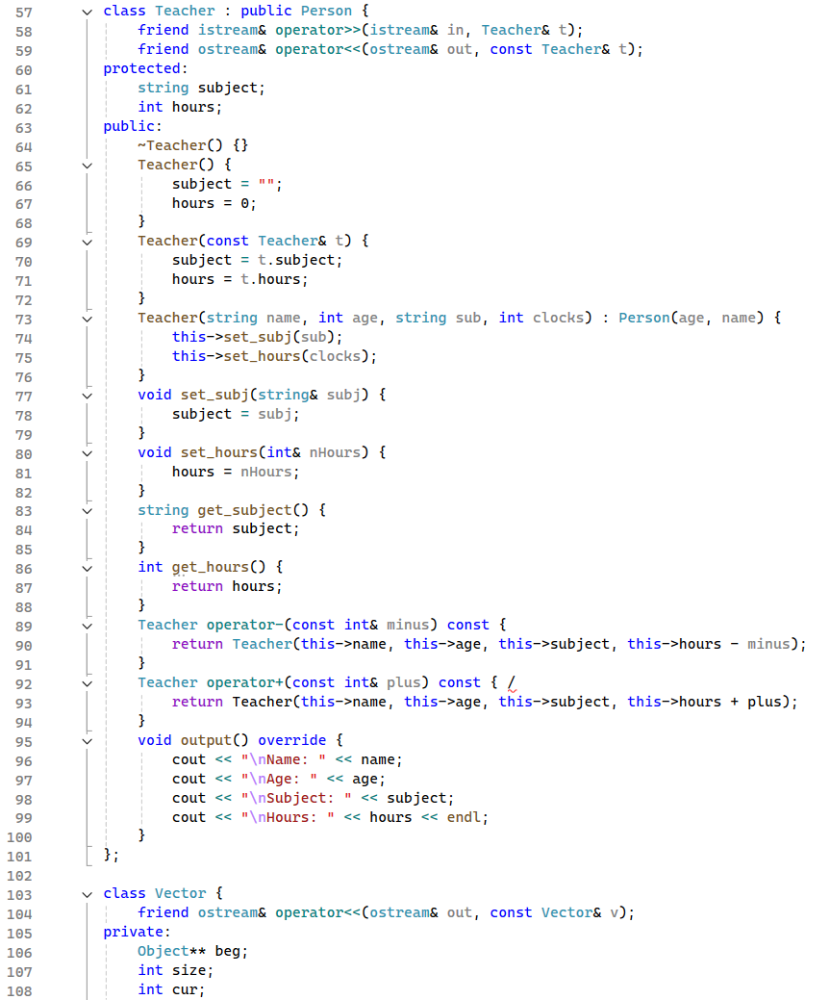 57 class Teacher : public Person {
58     friend istream& operator>>(istream& in, Teacher& t);
59     friend ostream& operator<<(ostream& out, const Teacher& t);
60 protected:
61     string subject;
62     int hours;
63 public:
64     ~Teacher() {}
65     Teacher() {
66         subject = "";
67         hours = 0;
68     }
69     Teacher(const Teacher& t) {
70         subject = t.subject;
71         hours = t.hours;
72     }
73     Teacher(string name, int age, string sub, int clocks) : Person(age, name) {
74         this->set_subj(sub);
75         this->set_hours(clocks);
76     }
77     void set_subj(string& subj) {
78         subject = subj;
79     }
80     void set_hours(int& nHours) {
81         hours = nHours;
82     }
83     string get_subject() {
84         return subject;
85     }
86     int get_hours() {
87         return hours;
88     }
89     Teacher operator-(const int& minus) const {
90         return Teacher(this->name, this->age, this->subject, this->hours - minus);
91     }
92     Teacher operator+(const int& plus) const { /
93         return Teacher(this->name, this->age, this->subject, this->hours + plus);
94     }
95     void output() override {
96         cout << "\nName: " << name;
97         cout << "\nAge: " << age;
98         cout << "\nSubject: " << subject;
99         cout << "\nHours: " << hours << endl;
100     }
101 };
102
103 class Vector {
104     friend ostream& operator<<(ostream& out, const Vector& v);
105 private:
106     Object** beg;
107     int size;
108     int cur;